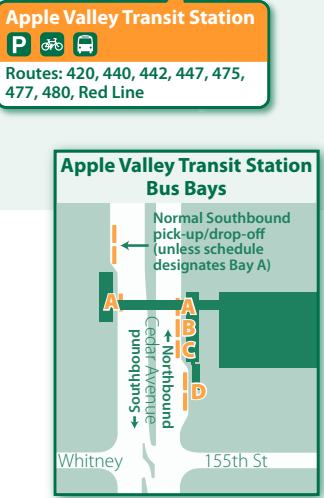 Apple Valley Transit Station
P
Routes: 420, 440, 442, 447, 475,
477, 480, Red Line
Apple Valley Transit Station
Bus Bays
Normal Southbound
pick-up/drop-off
(unless schedule
designates Bay A)
A
A
B
C
D
Southbound
Cedar Avenue
Northbound
Whitney
155th St